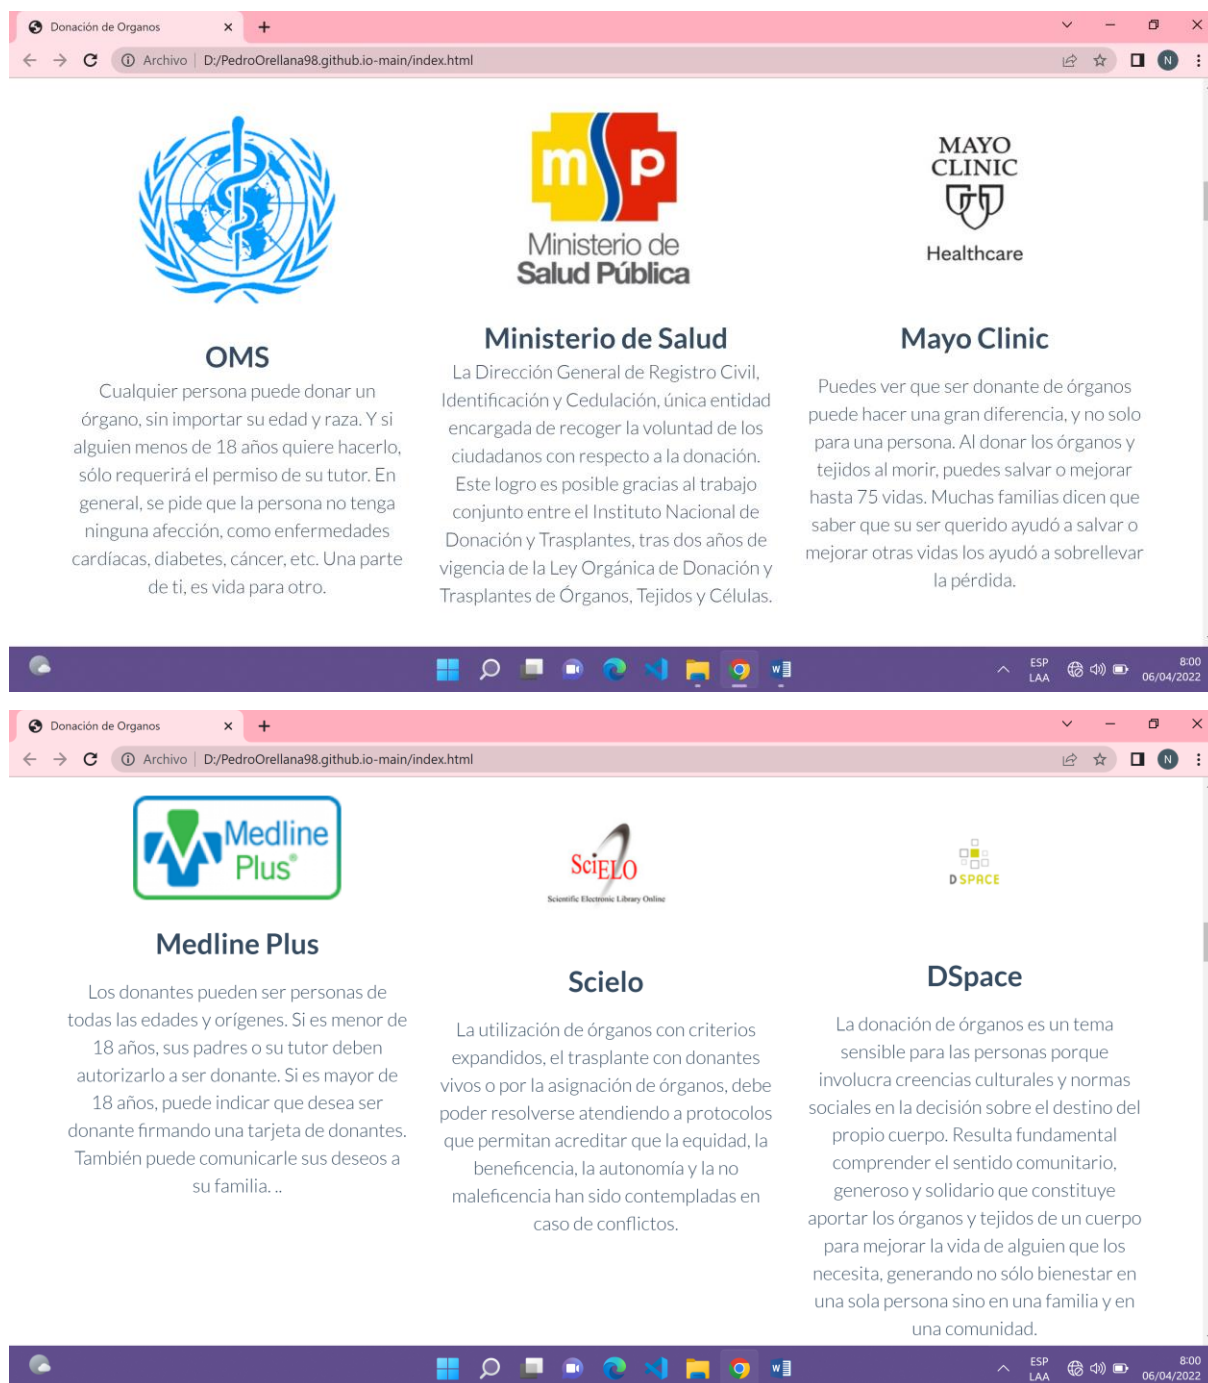 Donación de Organos
Archivo D:/PedroOrellana98.github.io-main/index.html
N
msp
Ministerio de
Salud Pública
MAYO
CLINIC
Healthcare
OMS
Cualquier persona puede donar un
órgano, sin importar su edad y raza. Y si
alguien menos de 18 años quiere hacerlo,
sólo requerirá el permiso de su tutor. En
general, se pide que la persona no tenga
ninguna afección, como enfermedades
cardíacas, diabetes, cáncer, etc. Una parte
de ti, es vida para otro.
Ministerio de Salud
La Dirección General de Registro Civil,
Identificación y Cedulación, única entidad
encargada de recoger la voluntad de los
ciudadanos con respecto a la donación.
Este logro es posible gracias al trabajo
conjunto entre el Instituto Nacional de
Donación y Trasplantes, tras dos años de
vigencia de la Ley Orgánica de Donación y
Trasplantes de Órganos, Tejidos y Células.
Mayo Clinic
Puedes ver que ser donante de órganos
puede hacer una gran diferencia, y no solo
para una persona. Al donar los órganos y
tejidos al morir, puedes salvar o mejorar
hasta 75 vidas. Muchas familias dicen que
saber que su ser querido ayudó a salvar o
mejorar otras vidas los ayudó a sobrellevar
la pérdida.
ESP
LAA
8:00
06/04/2022
Donación de Organos
Archivo D:/PedroOrellana98.github.io-main/index.html
N
Medline
Plus®
SciELO
Scientific Electronic Library Online
DSPACE
Medline Plus
Los donantes pueden ser personas de
todas las edades y orígenes. Si es menor de
18 años, sus padres o su tutor deben
autorizarlo a ser donante. Si es mayor de
18 años, puede indicar que desea ser
donante firmando una tarjeta de donantes.
También puede comunicarle sus deseos a
su familia. ..
Scielo
La utilización de órganos con criterios
expandidos, el trasplante con donantes
vivos o por la asignación de órganos, debe
poder resolverse atendiendo a protocolos
que permitan acreditar que la equidad, la
beneficencia, la autonomía y la no
maleficencia han sido contempladas en
caso de conflictos.
DSpace
La donación de órganos es un tema
sensible para las personas porque
involucra creencias culturales y normas
sociales en la decisión sobre el destino del
propio cuerpo. Resulta fundamental
comprender el sentido comunitario,
generoso y solidario que constituye
aportar los órganos y tejidos de un cuerpo
para mejorar la vida de alguien que los
necesita, generando no sólo bienestar en
una sola persona sino en una familia y en
una comunidad.
ESP
LAA
8:00
06/04/2022